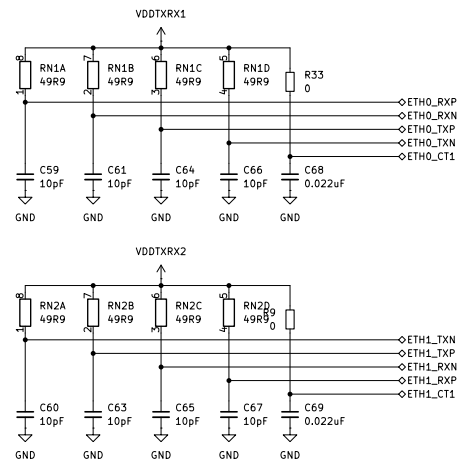 VDDTXRX1
8 7 6 5
RN1A RN1B RN1C RN1D R33
49R9 49R9 49R9 49R9 0
1 2 3 4
ETH0_RXP
ETH0_RXN
ETH0_TXP
ETH0_TXN
ETH0_CT1
C59 C61 C64 C66 C68
10pF 10pF 10pF 10pF 0.022uF
GND GND GND GND GND
VDDTXRX2
8 7 6 5
RN2A RN2B RN2C RN2D R9
49R9 49R9 49R9 49R9 0
1 2 3 4
ETH1_TXN
ETH1_TXP
ETH1_RXN
ETH1_RXP
ETH1_CT1
C60 C63 C65 C67 C69
10pF 10pF 10pF 10pF 0.022uF
GND GND GND GND GND